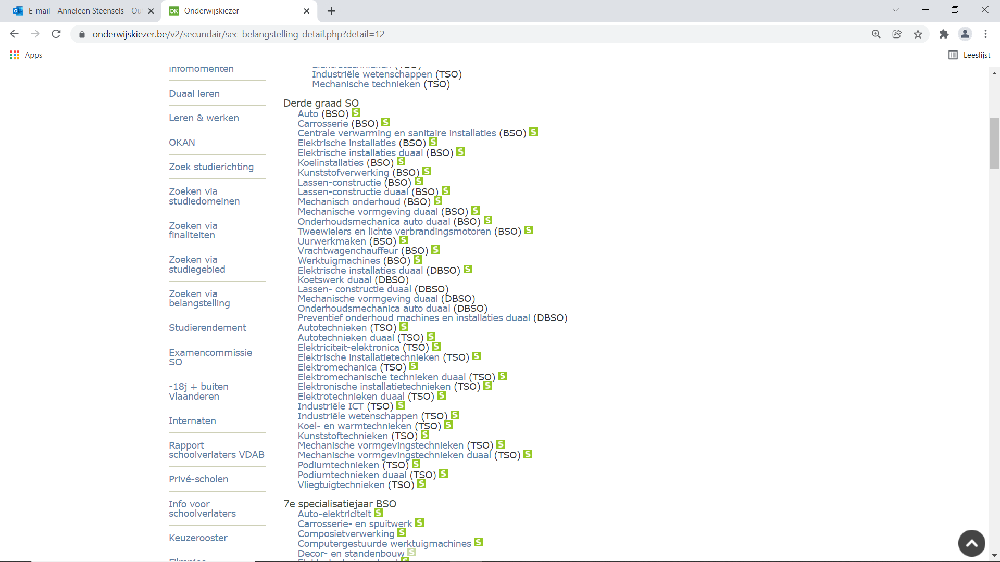 E-mail - Anneleen Steensels - Ou
Onderwijskiezer
onderwijskiezer.be/v2/secundair/sec_belangstelling_detail.php?detail=12
Apps
Leeslijst
Infomomenten
Duaal leren
Leren & werken
OKAN
Zoek studierichting
Zoeken via
studiedomeinen
Zoeken via
finaliteiten
Zoeken via
studiegebied
Zoeken via
belangstelling
Studierendement
Examencommissie
SO
-18j + buiten
Vlaanderen
Internaten
Rapport
schoolverlaters VDAB
Privé-scholen
Info voor
schoolverlaters
Keuzerooster
Elektrotechnieken (TSO)
Industriële wetenschappen (TSO)
Mechanische technieken (TSO)
Derde graad SO
Auto (BSO) S
Carrosserie (BSO) S
Centrale verwarming en sanitaire installaties (BSO) S
Elektrische installaties (BSO) S
Elektrische installaties duaal (BSO) S
Koelinstallaties (BSO) S
Kunststofverwerking (BSO) S
Lassen-constructie (BSO) S
Lassen-constructie duaal (BSO) S
Mechanisch onderhoud (BSO) S
Mechanische vormgeving duaal (BSO) S
Onderhoudsmechanica auto duaal (BSO) S
Tweewielers en lichte verbrandingsmotoren (BSO) S
Uurwerkmaken (BSO) S
Vrachtwagenchauffeur (BSO) S
Werktuigmachines (BSO) S
Elektrische installaties duaal (DBSO) S
Koetswerk duaal (DBSO)
Lassen- constructie duaal (DBSO)
Mechanische vormgeving duaal (DBSO)
Onderhoudsmechanica auto duaal (DBSO)
Preventief onderhoud machines en installaties duaal (DBSO)
Autotechnieken (TSO) S
Autotechnieken duaal (TSO) S
Elektriciteit-elektronica (TSO) S
Elektrische installatietechnieken (TSO) S
Elektromechanica (TSO) S
Elektromechanische technieken duaal (TSO) S
Elektronische installatietechnieken (TSO) S
Elektrotechnieken duaal (TSO) S
Industriële ICT (TSO) S
Industriële wetenschappen (TSO) S
Koel- en warmtechnieken (TSO) S
Kunststoftechnieken (TSO) S
Mechanische vormgevingstechnieken (TSO) S
Mechanische vormgevingstechnieken duaal (TSO) S
Podiumtechnieken (TSO) S
Podiumtechnieken duaal (TSO) S
Vliegtuigtechnieken (TSO) S
7e specialisatiejaar BSO
Auto-elektriciteit S
Carrosserie- en spuitwerk S
Composietverwerking S
Computergestuurde werktuigmachines S
Decor- en standenbouw S